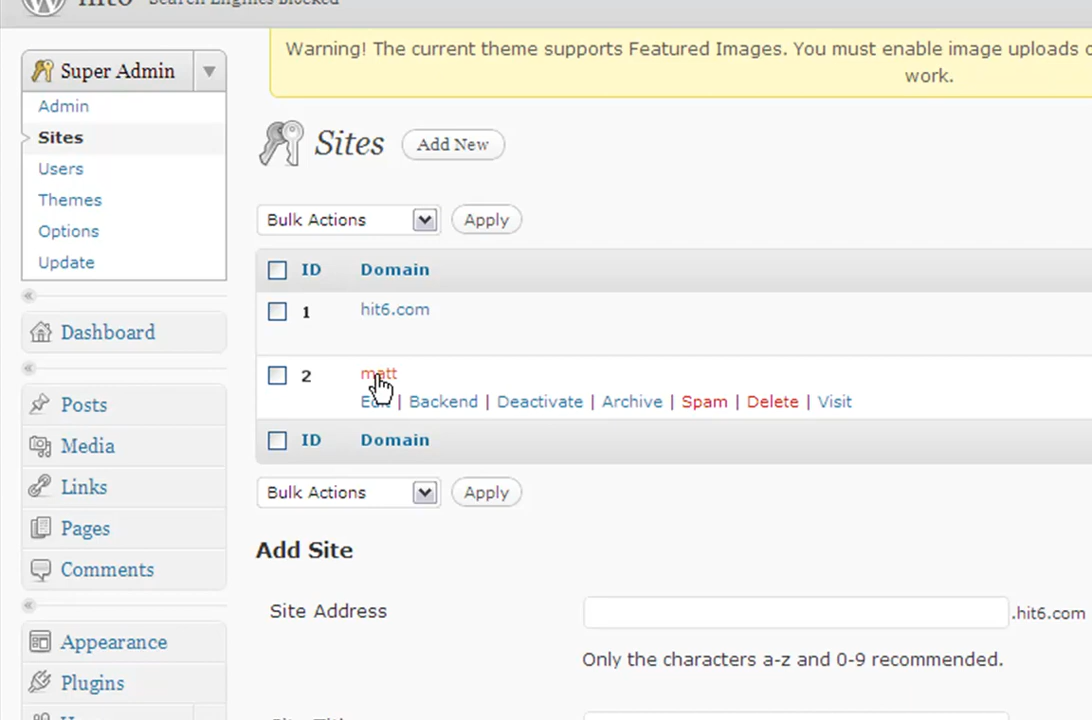 Search Engines Blocked
Warning! The current theme supports Featured Images. You must enable image uploads
work.
Super Admin
Admin
Sites
Users
Themes
Options
Update
Dashboard
Posts
Media
Links
Pages
Comments
Appearance
Plugins
Sites Add New
Bulk Actions Apply
ID Domain
1 hit6.com
2 matt
| Backend | Deactivate | Archive | Spam | Delete | Visit
ID Domain
Bulk Actions Apply
Add Site
Site Address .hit6.com
Only the characters a-z and 0-9 recommended.